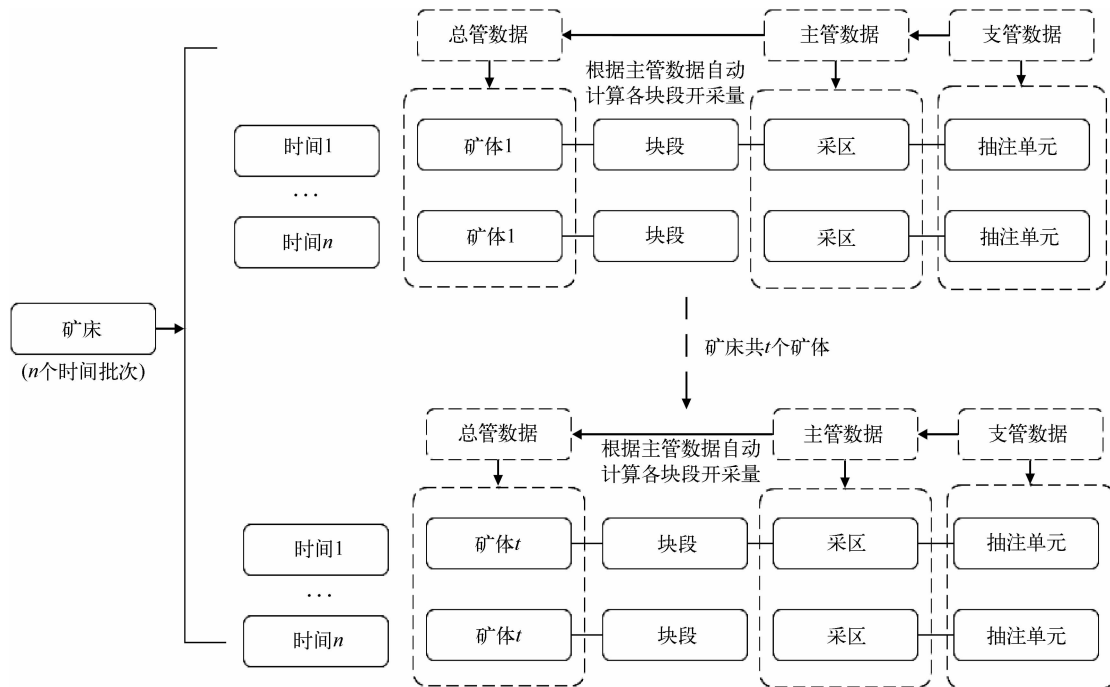 总管数据
主管数据
支管数据
根据主管数据自动
计算各块段开采量
时间1
矿体1
块段
采区
抽注单元
···
时间n
矿体1
块段
采区
抽注单元
矿床
(n个时间批次)
矿床共t个矿体
总管数据
主管数据
支管数据
根据主管数据自动
计算各块段开采量
时间1
矿体t
块段
采区
抽注单元
···
时间n
矿体t
块段
采区
抽注单元